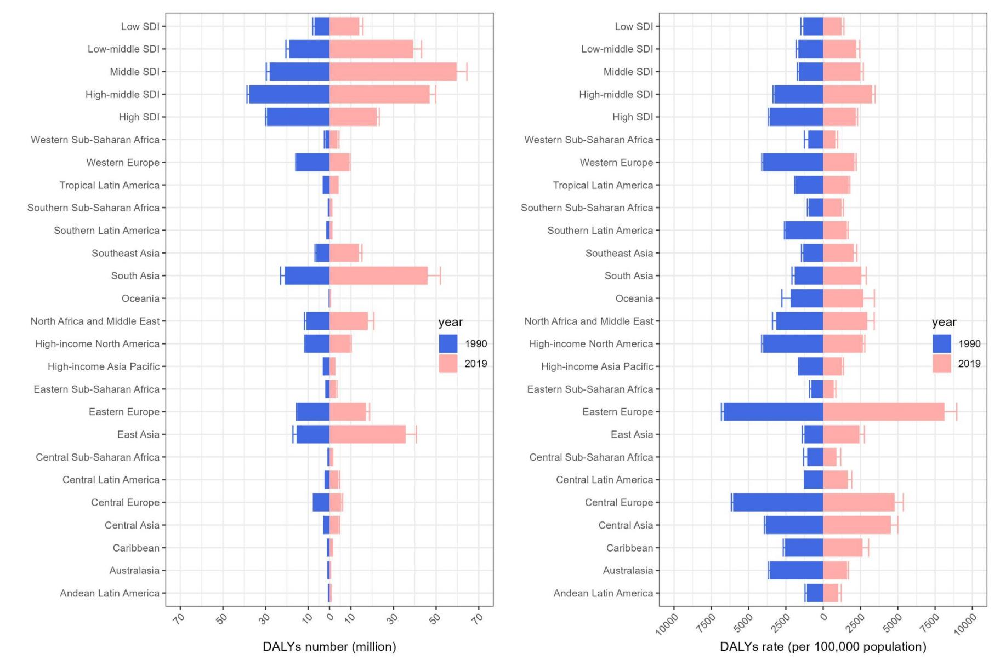 Low SDI
Low-middle SDI
Middle SDI
High-middle SDI
High SDI
Western Sub-Saharan Africa
Western Europe
Tropical Latin America
Southern Sub-Saharan Africa
Southern Latin America
Southeast Asia
South Asia
Oceania
North Africa and Middle East
High-income North America
High-income Asia Pacific
Eastern Sub-Saharan Africa
Eastern Europe
East Asia
Central Sub-Saharan Africa
Central Latin America
Central Europe
Central Asia
Caribbean
Australasia
Andean Latin America
year
1990
2019
70 50 30 10 0 10 30 50 70
DALYs number (million)
Low SDI
Low-middle SDI
Middle SDI
High-middle SDI
High SDI
Western Sub-Saharan Africa
Western Europe
Tropical Latin America
Southern Sub-Saharan Africa
Southern Latin America
Southeast Asia
South Asia
Oceania
North Africa and Middle East
High-income North America
High-income Asia Pacific
Eastern Sub-Saharan Africa
Eastern Europe
East Asia
Central Sub-Saharan Africa
Central Latin America
Central Europe
Central Asia
Caribbean
Australasia
Andean Latin America
year
1990
2019
10000 7500 5000 2500 0 2500 5000 7500 10000
DALYs rate (per 100,000 population)